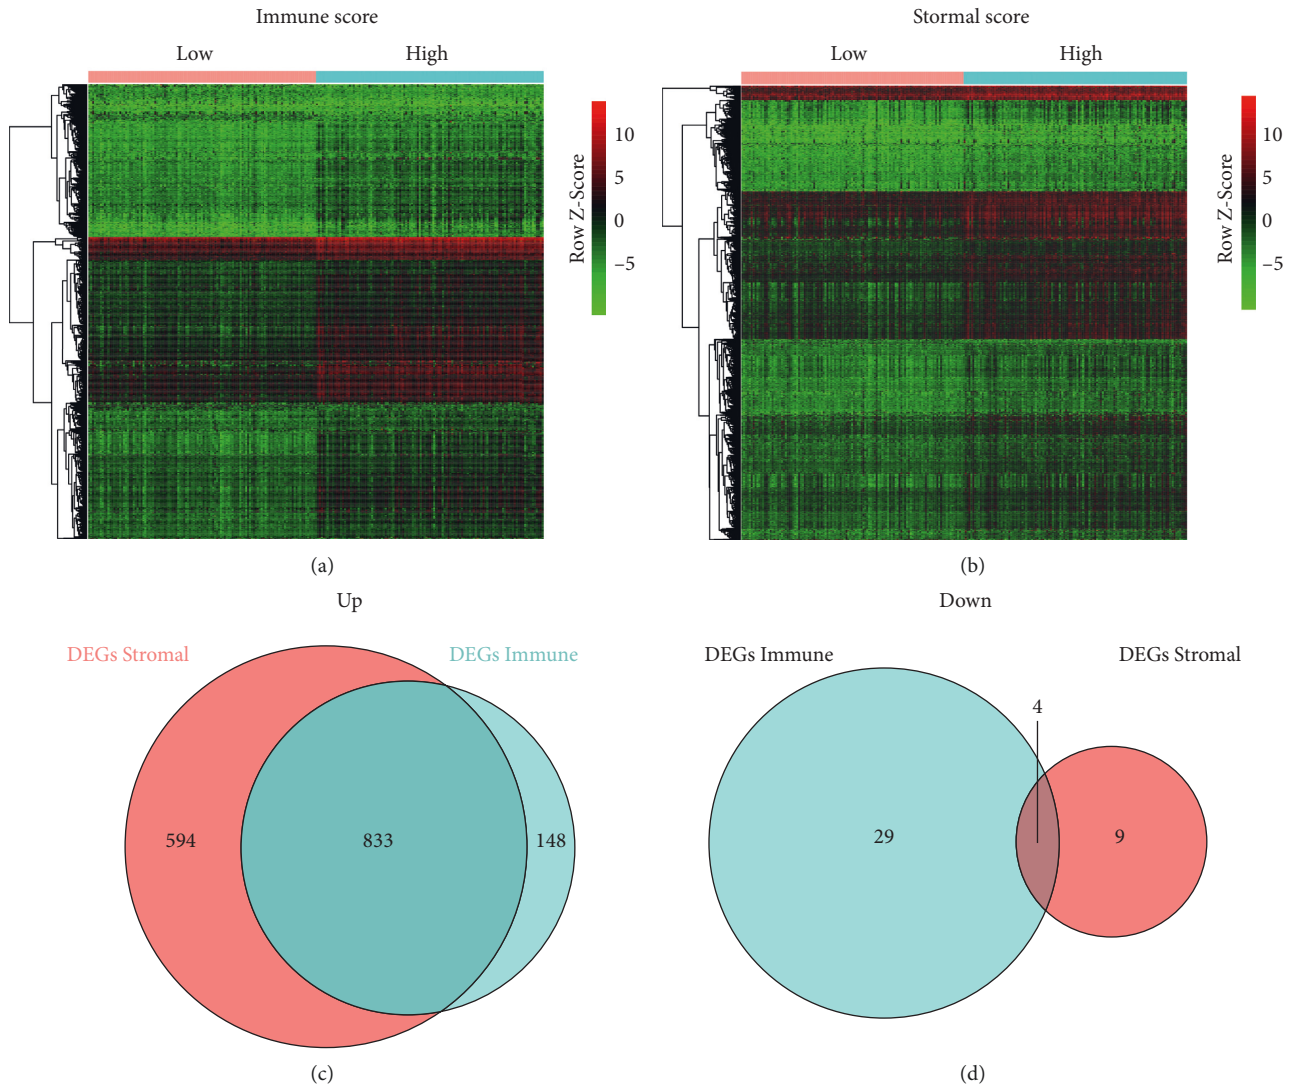 Immune score
Low High
Row Z-Score
10
5
0
−5
(a)
Stormal score
Low High
Row Z-Score
10
5
0
−5
(b)
Up
DEGs Stromal DEGs Immune
594 833 148
(c)
Down
DEGs Immune DEGs Stromal
4
29 9
(d)